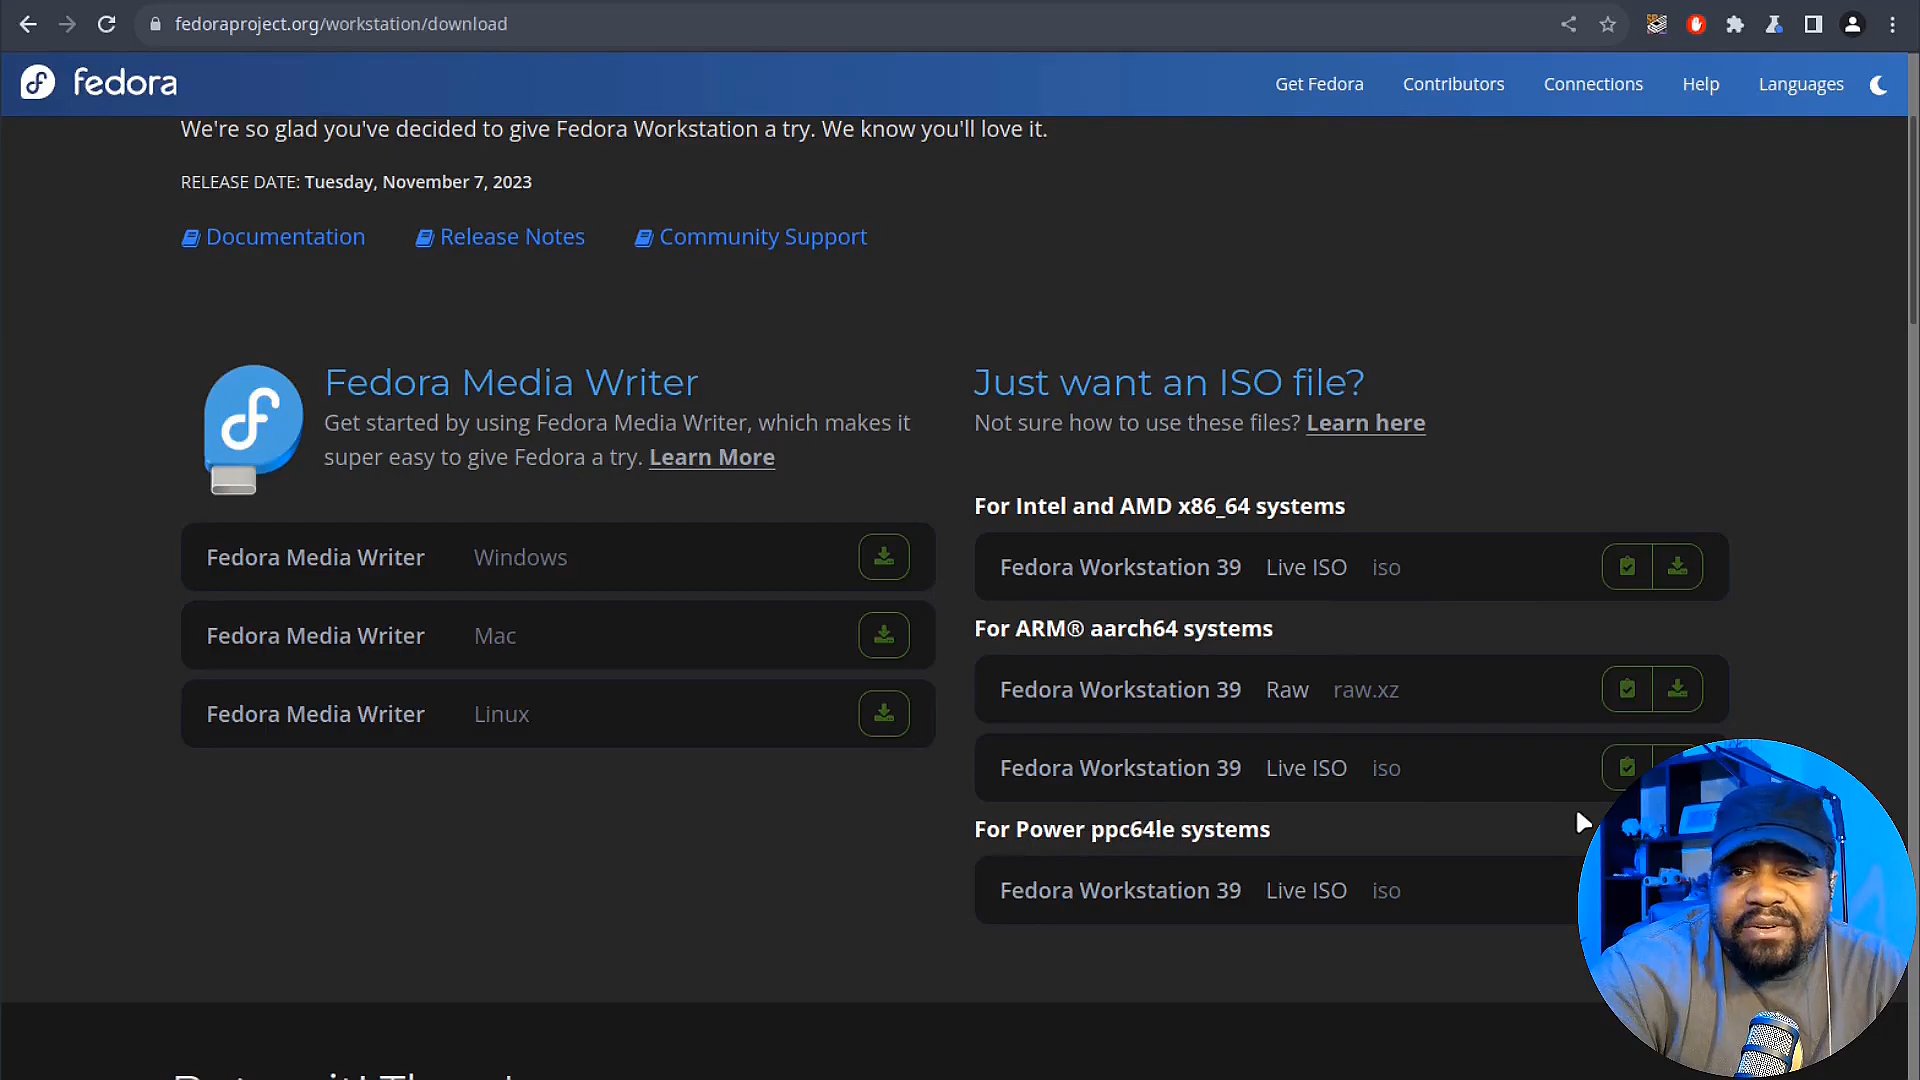 fedoraproject.org/workstation/download
fedora
Get Fedora
Contributors
Connections
Help
Languages
We're so glad you've decided to give Fedora Workstation a try. We know you'll love it.
RELEASE DATE: Tuesday, November 7, 2023
Documentation
Release Notes
Community Support
Fedora Media Writer
Get started by using Fedora Media Writer, which makes it
super easy to give Fedora a try. Learn More
Fedora Media Writer Windows
Fedora Media Writer Mac
Fedora Media Writer Linux
Just want an ISO file?
Not sure how to use these files? Learn here
For Intel and AMD x86_64 systems
Fedora Workstation 39 Live ISO iso
For ARM® aarch64 systems
Fedora Workstation 39 Raw raw.xz
Fedora Workstation 39 Live ISO iso
For Power ppc64le systems
Fedora Workstation 39 Live ISO iso